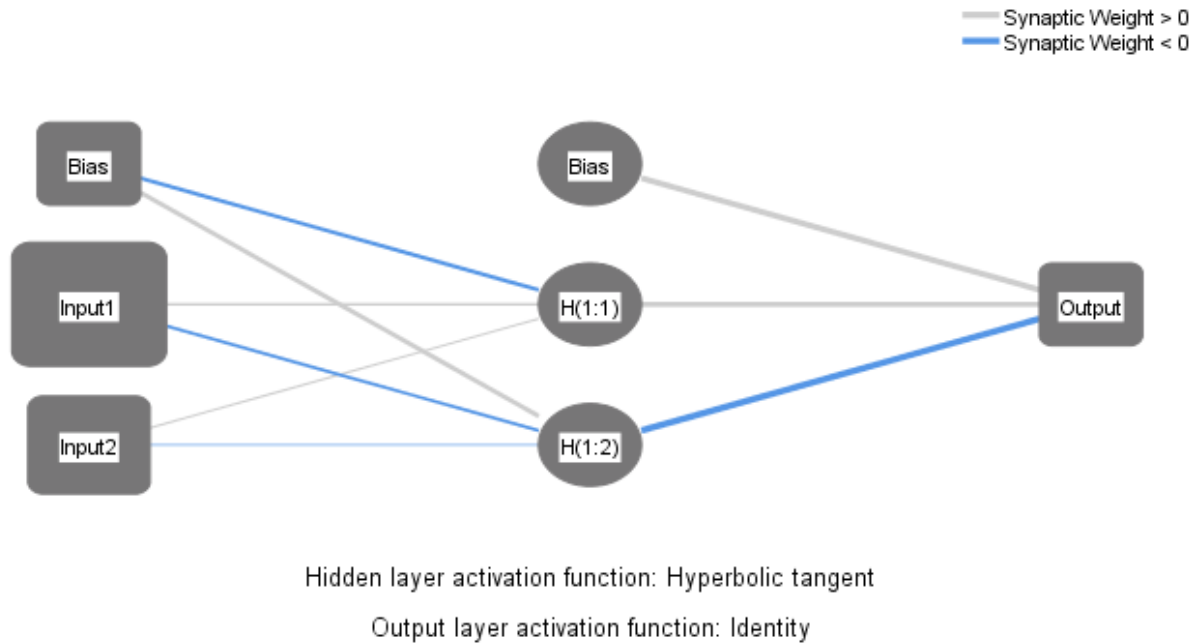 Synaptic Weight > 0
Synaptic Weight < 0
Bias
Bias
Input1
H(1:1)
Output
Input2
H(1:2)
Hidden layer activation function: Hyperbolic tangent
Output layer activation function: Identity